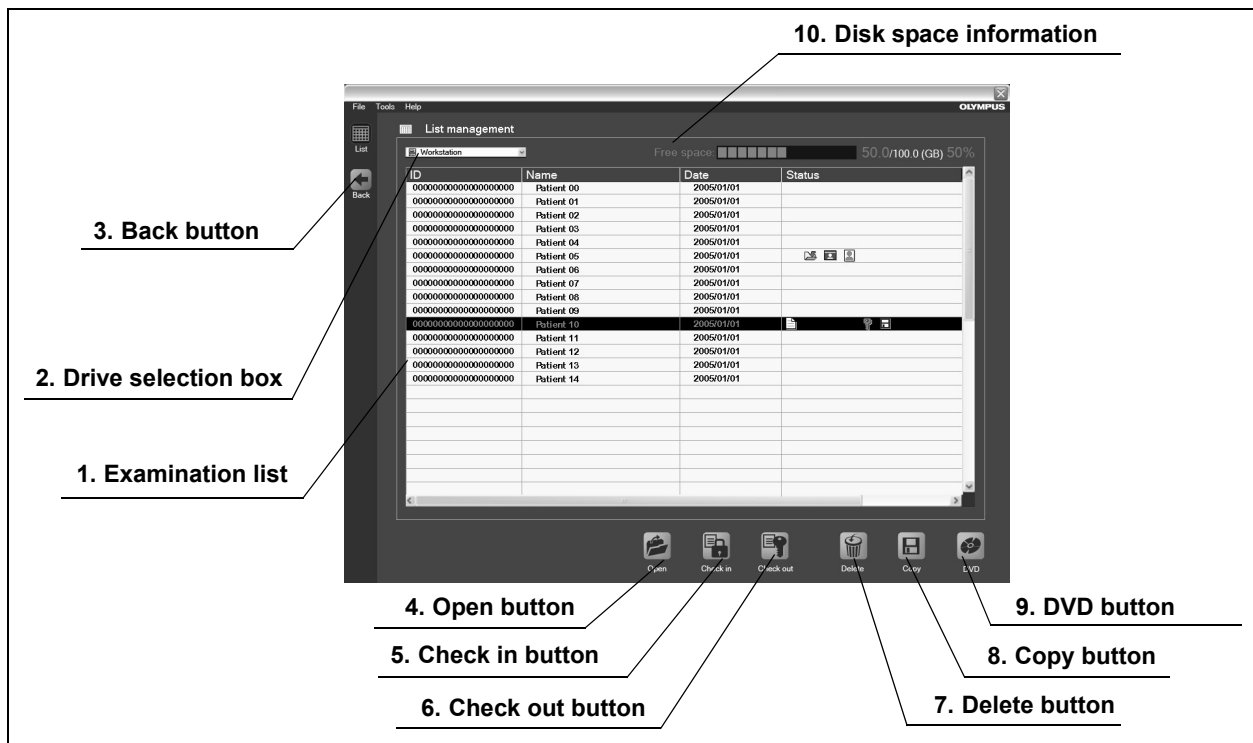 10. Disk space information
File Tools Help
OLYMPUS
List
List management
Workstation
Free space: 50.0/100.0 (GB) 50%
Back
ID Name Date Status
00000000000000000000 Patient 00 2005/01/01
00000000000000000000 Patient 01 2005/01/01
00000000000000000000 Patient 02 2005/01/01
00000000000000000000 Patient 03 2005/01/01
00000000000000000000 Patient 04 2005/01/01
00000000000000000000 Patient 05 2005/01/01
00000000000000000000 Patient 06 2005/01/01
00000000000000000000 Patient 07 2005/01/01
00000000000000000000 Patient 08 2005/01/01
00000000000000000000 Patient 09 2005/01/01
00000000000000000000 Patient 10 2005/01/01
00000000000000000000 Patient 11 2005/01/01
00000000000000000000 Patient 12 2005/01/01
00000000000000000000 Patient 13 2005/01/01
00000000000000000000 Patient 14 2005/01/01
3. Back button
2. Drive selection box
1. Examination list
Open Check in Check out Delete Copy DVD
4. Open button
9. DVD button
5. Check in button
8. Copy button
6. Check out button
7. Delete button